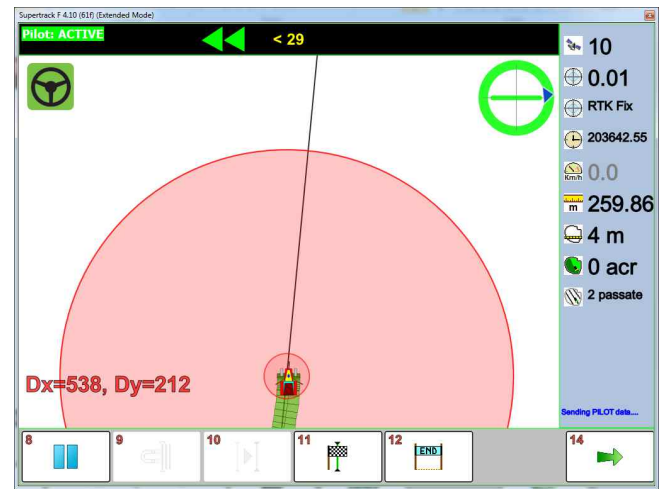 Supertrack F 4.10 (61f) (Extended Mode)
Pilot: ACTIVE
< 29
10
0.01
RTK Fix
203642.55
Km/h 0.0
m 259.86
4 m
0 acr
2 passate
Dx=538, Dy=212
Sending PILOT data....
8
9
10
11
12
END
14